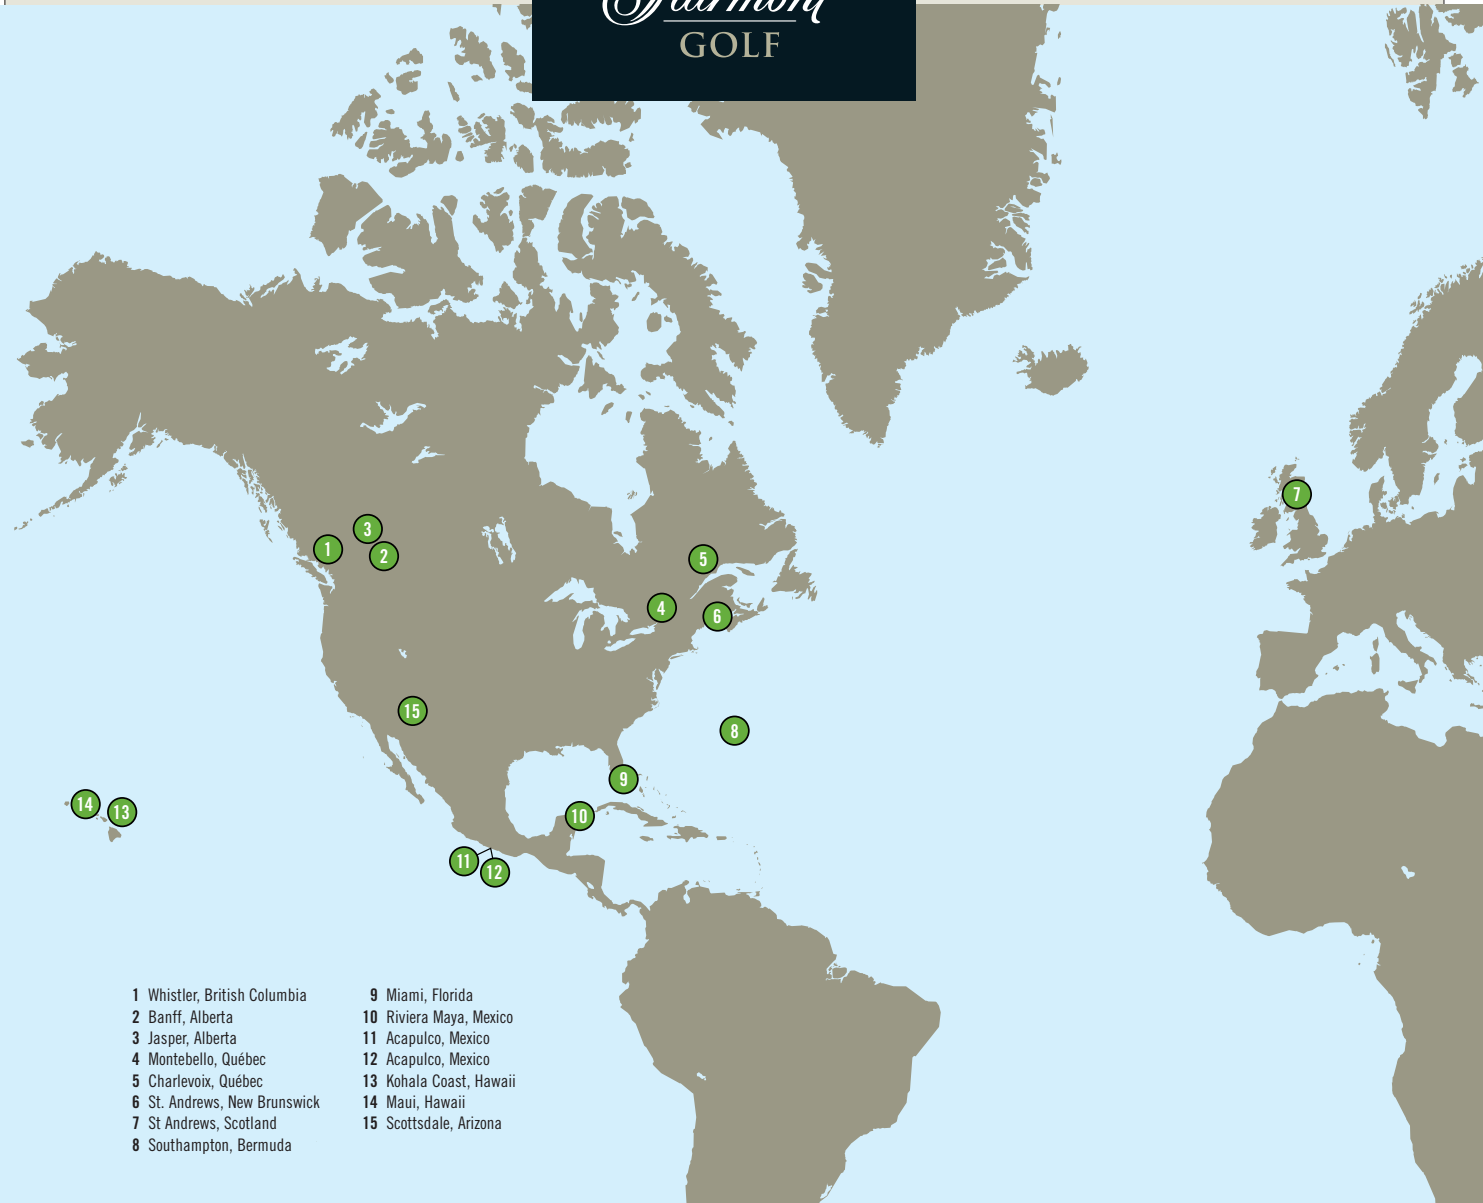 Fairmont
GOLF
3
1
2
7
5
4
6
15
8
9
14
13
10
11
12
1 Whistler, British Columbia
2 Banff, Alberta
3 Jasper, Alberta
4 Montebello, Québec
5 Charlevoix, Québec
6 St. Andrews, New Brunswick
7 St Andrews, Scotland
8 Southampton, Bermuda
9 Miami, Florida
10 Riviera Maya, Mexico
11 Acapulco, Mexico
12 Acapulco, Mexico
13 Kohala Coast, Hawaii
14 Maui, Hawaii
15 Scottsdale, Arizona